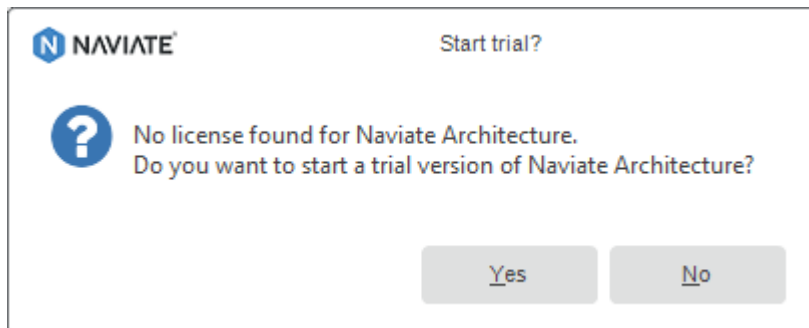 NAVIATE
Start trial?
No license found for Naviate Architecture.
Do you want to start a trial version of Naviate Architecture?
Yes
No